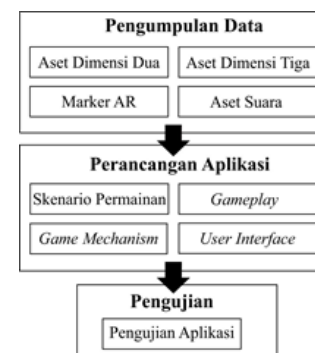 Pengumpulan Data
Aset Dimensi Dua
Aset Dimensi Tiga
Marker AR
Aset Suara
Perancangan Aplikasi
Skenario Permainan
Gameplay
Game Mechanism
User Interface
Pengujian
Pengujian Aplikasi